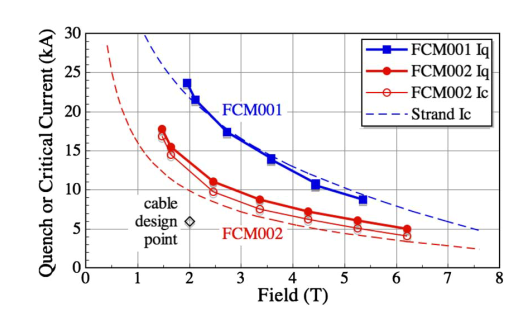 Quench or Critical Current (kA)
30
25
20
15
10
5
0
FCM001 Iq
FCM002 Iq
FCM002 Ic
Strand Ic
FCM001
cable
design
point
FCM002
0 1 2 3 4 5 6 7 8
Field (T)